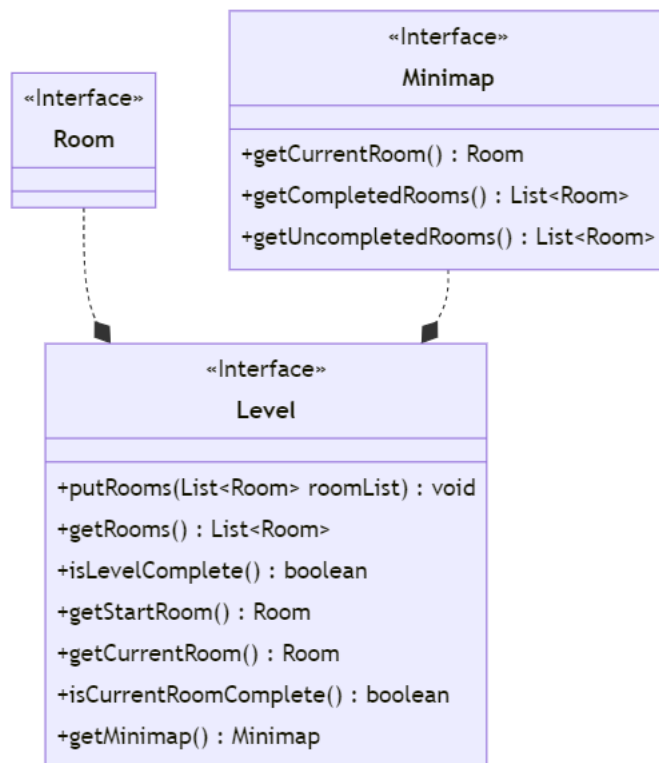 «Interface»
Room
«Interface»
Minimap
+getCurrentRoom() : Room
+getCompletedRooms() : List<Room>
+getUncompletedRooms() : List<Room>
«Interface»
Level
+putRooms(List<Room> roomList) : void
+getRooms() : List<Room>
+isLevelComplete() : boolean
+getStartRoom() : Room
+getCurrentRoom() : Room
+isCurrentRoomComplete() : boolean
+getMinimap() : Minimap